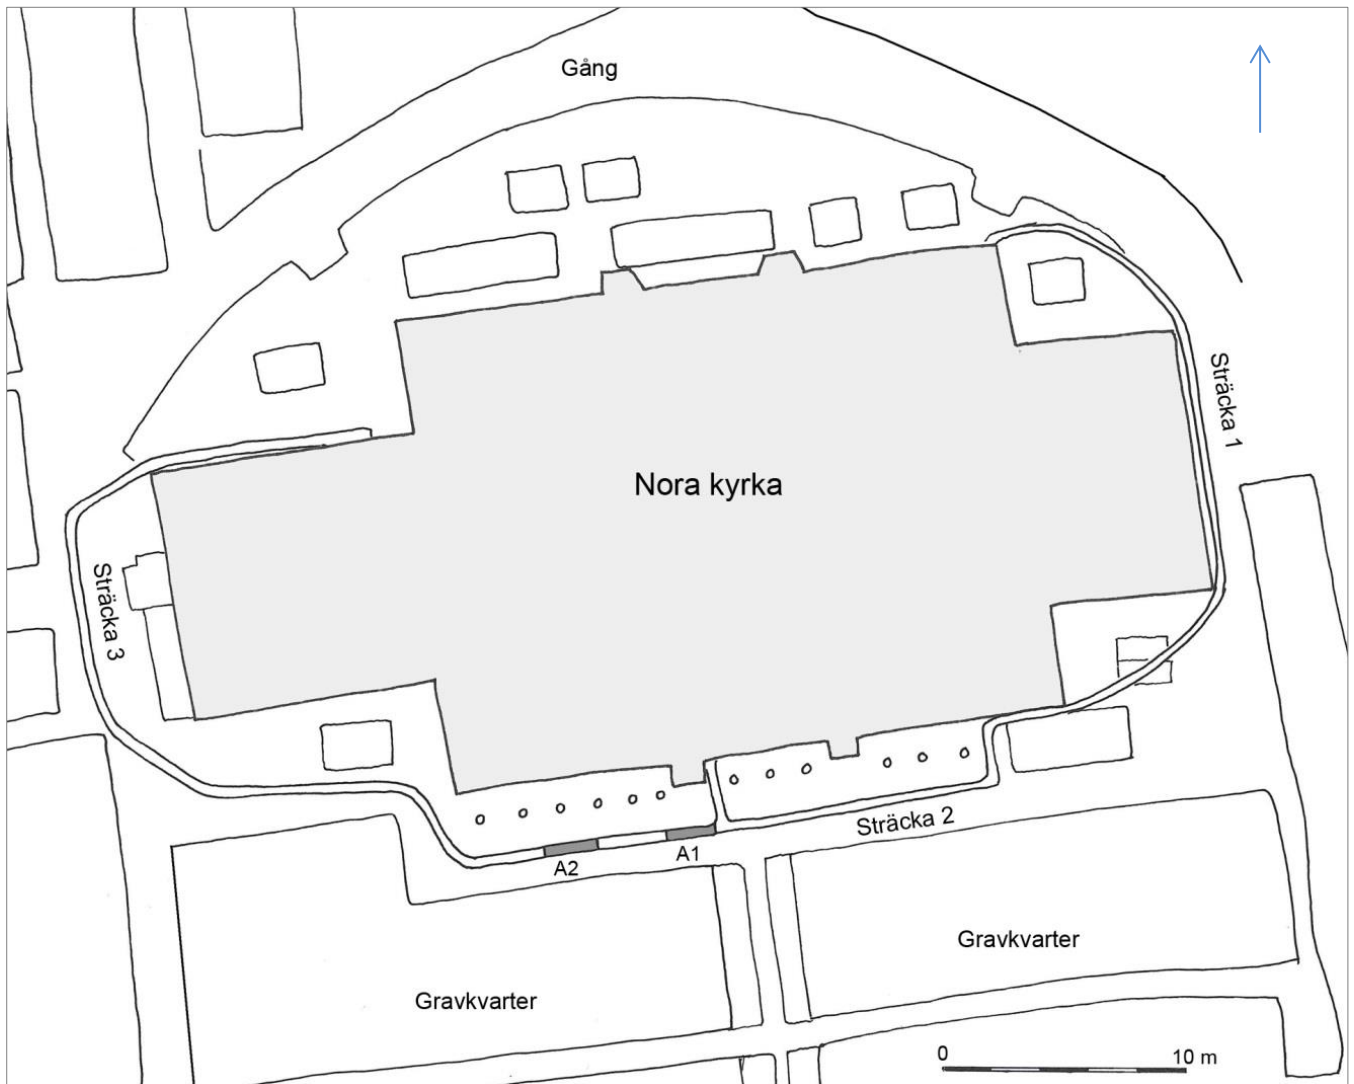 Gång
Sträcka 1
Nora kyrka
Sträcka 3
Sträcka 2
A1
A2
Gravkvarter
Gravkvarter
0 10 m